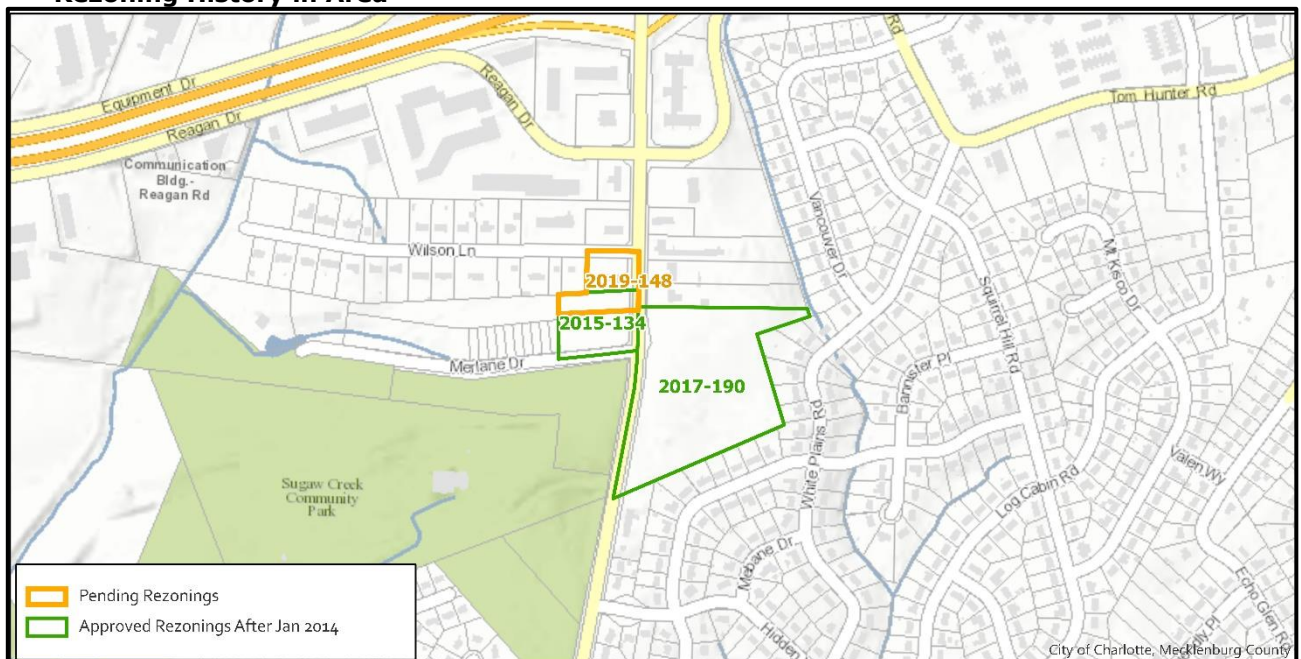 Rezoning History in Area
Rd
Equipment Dr
Reagan Dr
Reagan Dr
Tom Hunter Rd
Communication
Bldg.-
Reagan Rd
Wilson Ln
Vancouver Dr
Mt Kisco Dr
2019-148
Squirrel Hill Rd
2015-134
Merlane Dr
2017-190
Bannister Pl
White Plains Rd
Valen Wy
Log Cabin Rd
Sugaw Creek
Community
Park
Mebane Dr
Echo Glen Rd
Hidden
Pending Rezonings
Approved Rezonings After Jan 2014
City of Charlotte, Mecklenburg County